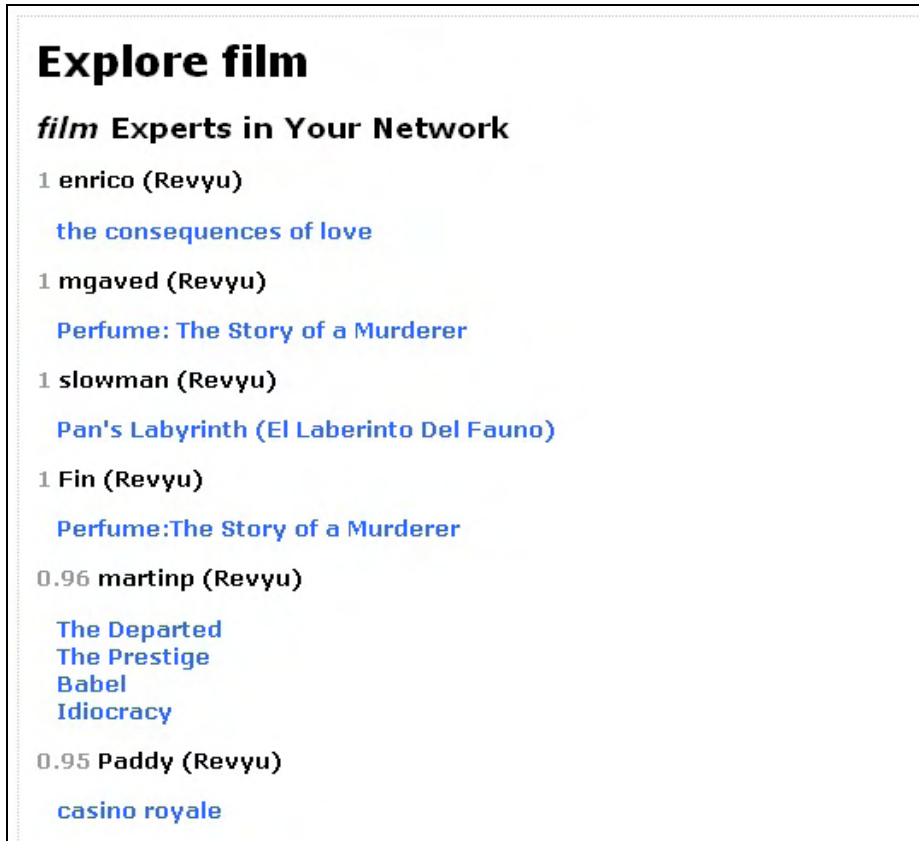 Explore film
film Experts in Your Network
1 enrico (Revyu)
the consequences of love
1 mgaved (Revyu)
Perfume: The Story of a Murderer
1 slowman (Revyu)
Pan's Labyrinth (El Laberinto Del Fauno)
1 Fin (Revyu)
Perfume:The Story of a Murderer
0.96 martinp (Revyu)
The Departed
The Prestige
Babel
Idiocracy
0.95 Paddy (Revyu)
casino royale